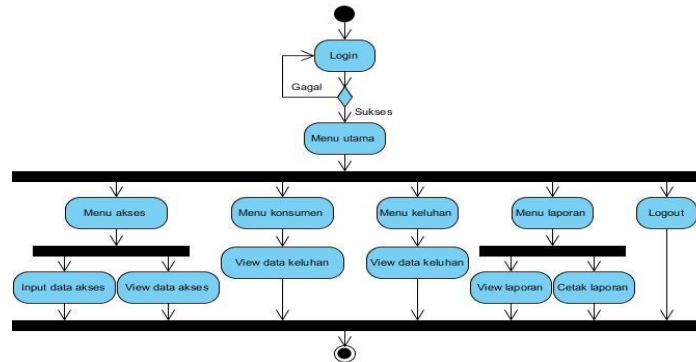 Login
Gagal
Sukses
Menu utama
Menu akses
Menu konsumen
Menu keluhan
Menu laporan
Logout
View data keluhan
View data keluhan
Input data akses
View data akses
View laporan
Cetak laporan